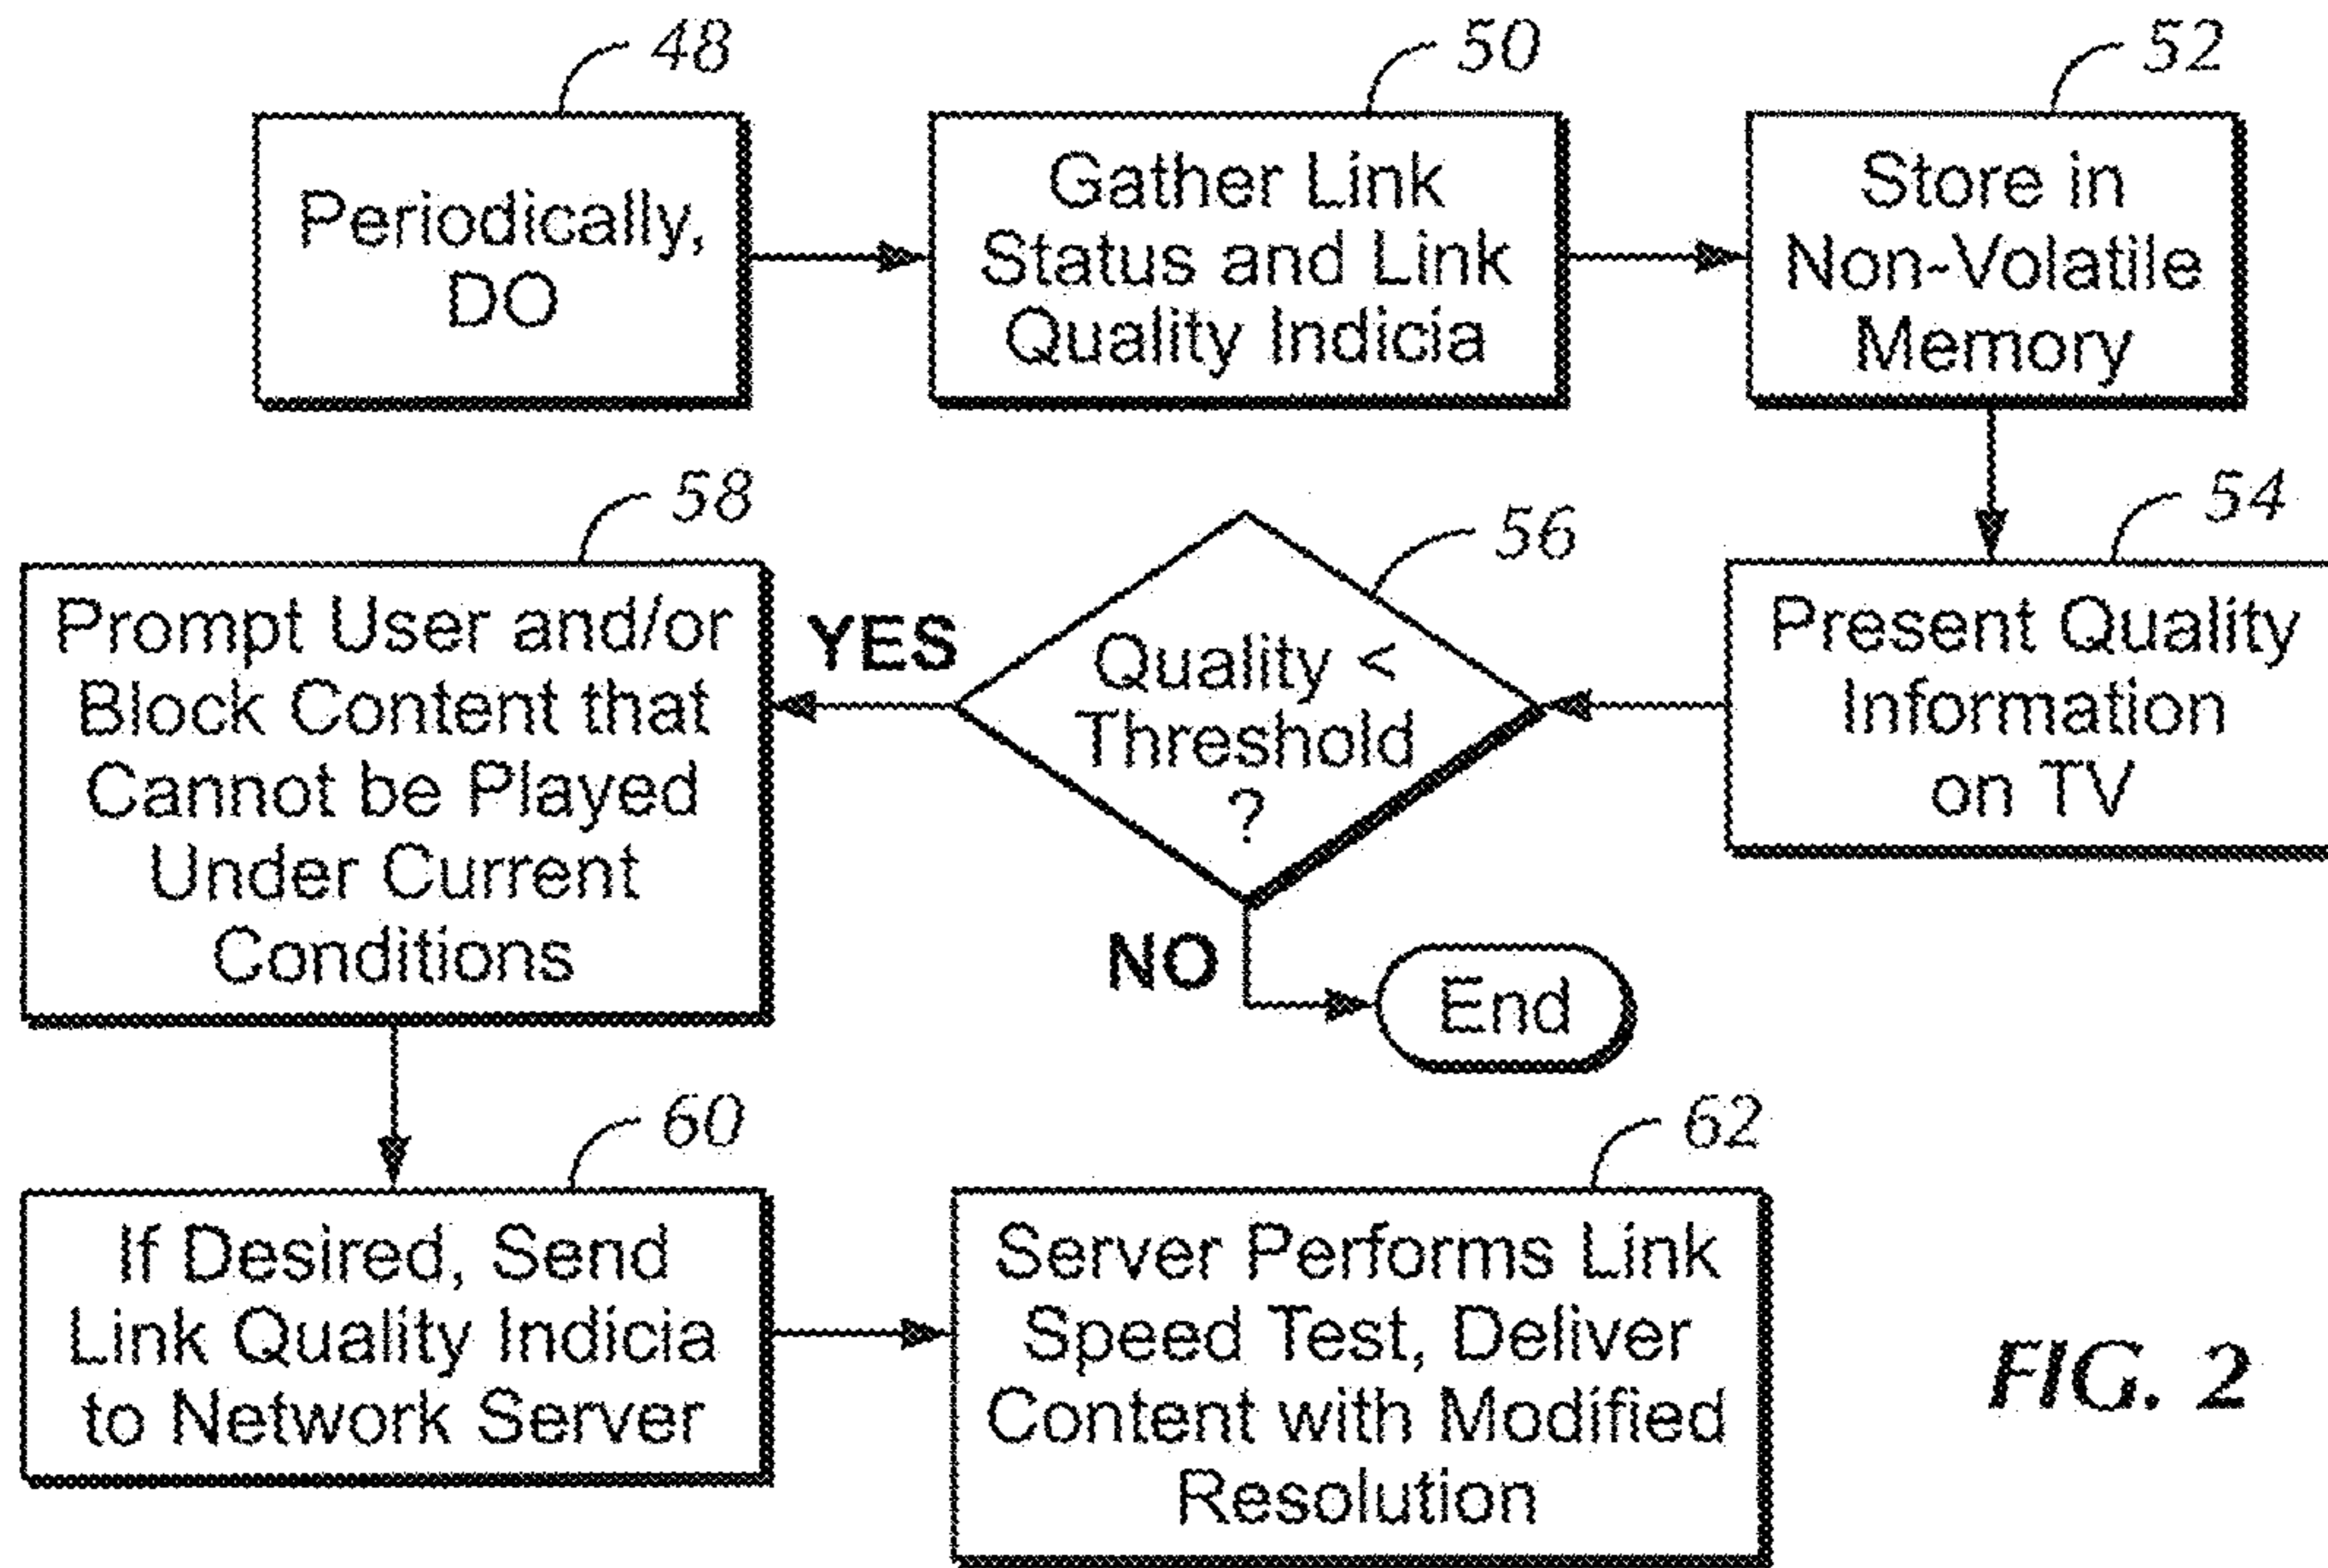 48
Periodically,
DO
50
Gather Link
Status and Link
Quality Indicia
52
Store in
Non-Volatile
Memory
54
Present Quality
Information
on TV
56
Quality <
Threshold
?
YES
NO
End
58
Prompt User and/or
Block Content that
Cannot be Played
Under Current
Conditions
60
If Desired, Send
Link Quality Indicia
to Network Server
62
Server Performs Link
Speed Test, Deliver
Content with Modified
Resolution
FIG. 2